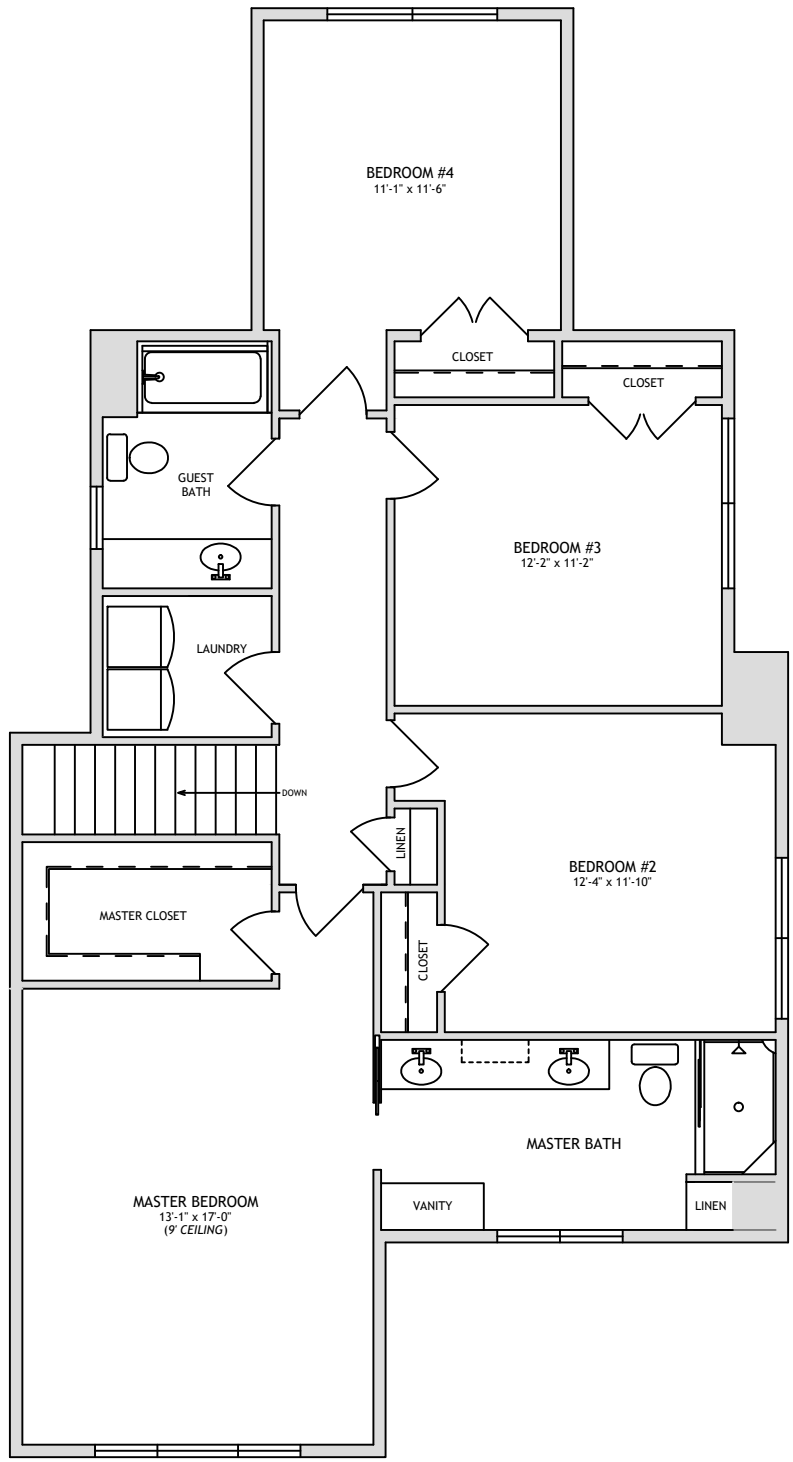 BEDROOM #4
11'-1" x 11'-6"
CLOSET
CLOSET
GUEST
BATH
BEDROOM #3
12'-2" x 11'-2"
LAUNDRY
DOWN
LINEN
BEDROOM #2
12'-4" x 11'-10"
MASTER CLOSET
CLOSET
MASTER BATH
MASTER BEDROOM
13'-1" x 17'-0"
(9' CEILING)
VANITY
LINEN